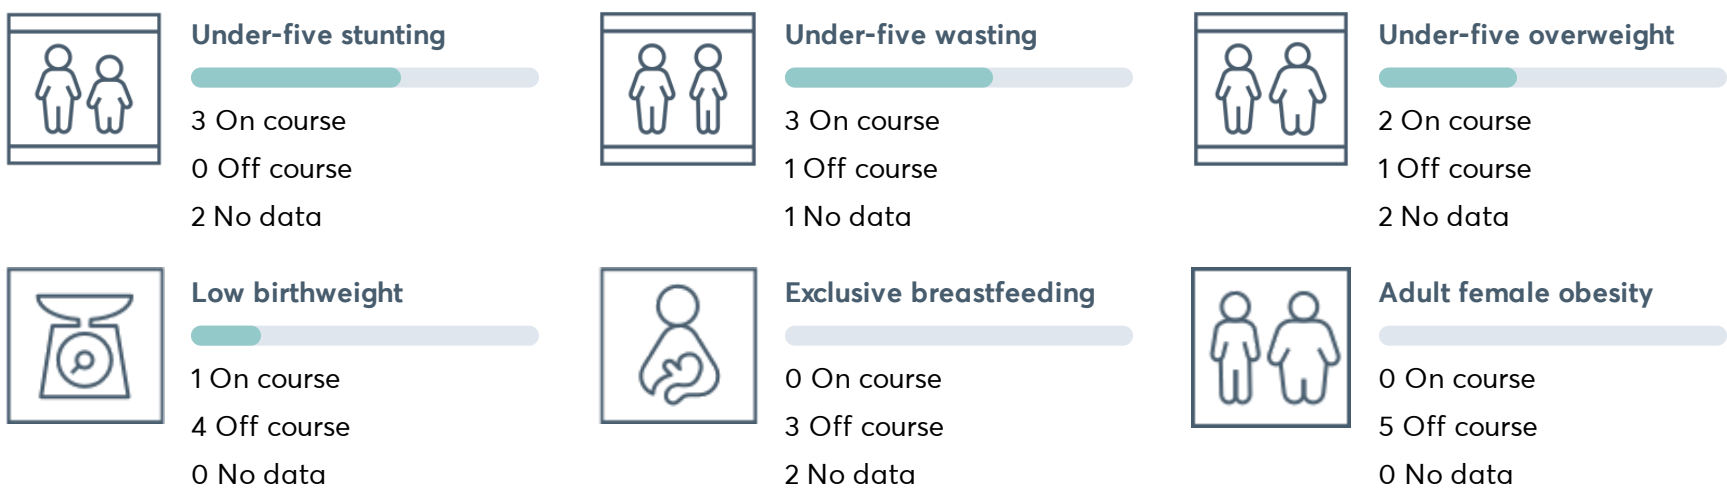 Under-five stunting
3 On course
0 Off course
2 No data
Under-five wasting
3 On course
1 Off course
1 No data
Under-five overweight
2 On course
1 Off course
2 No data
Low birthweight
1 On course
4 Off course
0 No data
Exclusive breastfeeding
0 On course
3 Off course
2 No data
Adult female obesity
0 On course
5 Off course
0 No data